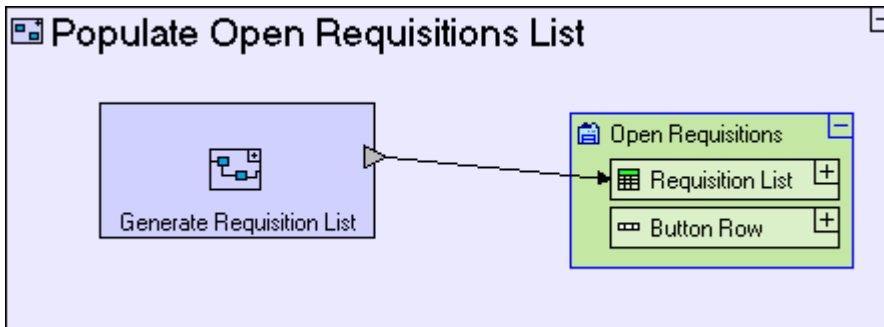 Populate Open Requisitions List
Generate Requisition List
Open Requisitions
Requisition List
Button Row